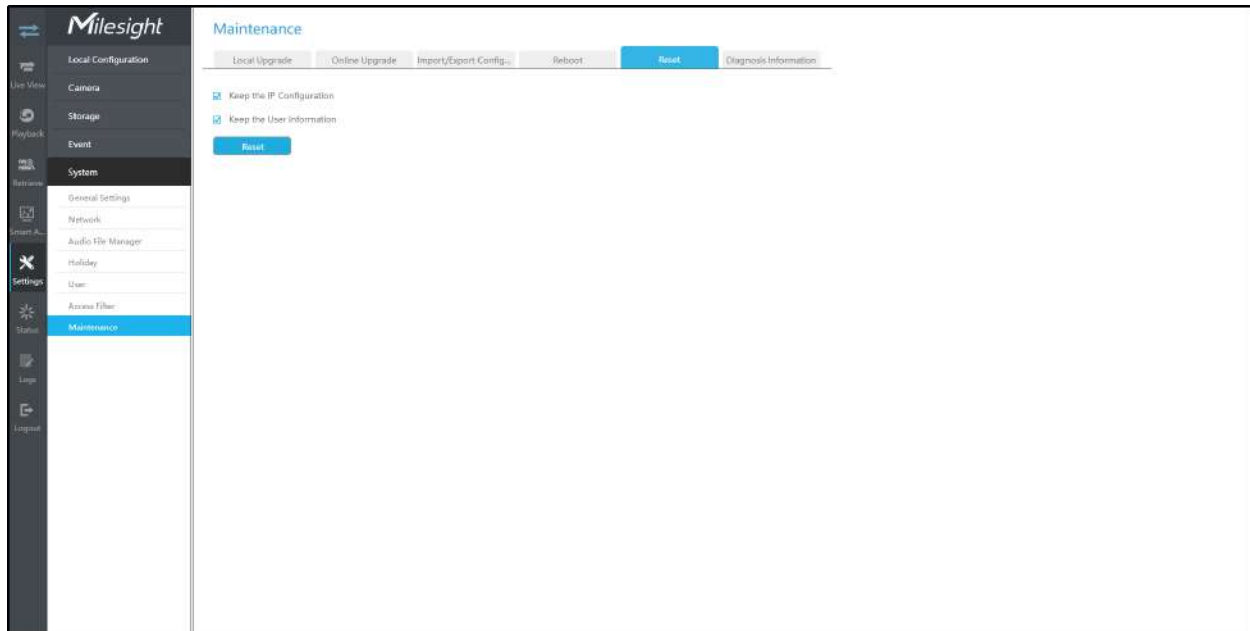 Milesight
Live View
Playback
Retrieve
Smart A...
Settings
Status
Logs
Logout
Local Configuration
Camera
Storage
Event
System
General Settings
Network
Audio File Manager
Holiday
User
Access Filter
Maintenance
Maintenance
Local Upgrade
Online Upgrade
Import/Export Config...
Reboot
Reset
Diagnosis Information
Keep the IP Configuration
Keep the User Information
Reset